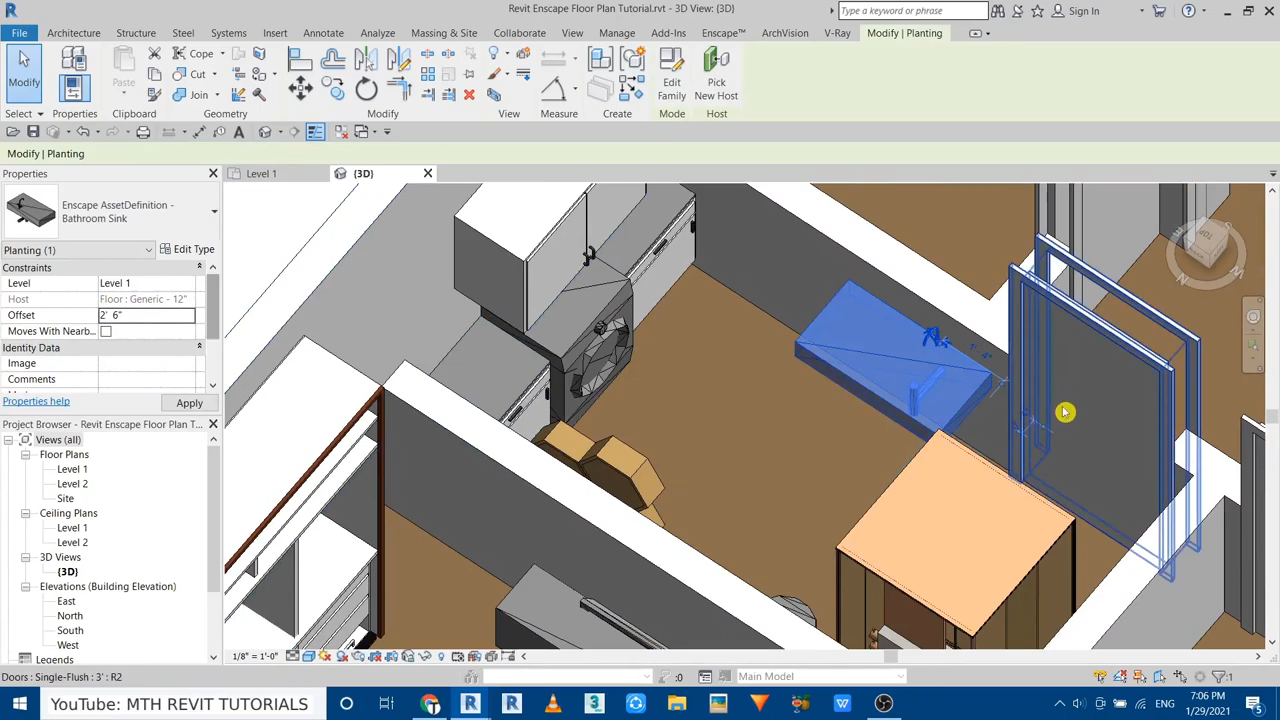 Revit Enscape Floor Plan Tutorial.rvt - 3D View: {3D}
Type a keyword or phrase
Sign In
File Architecture Structure Steel Systems Insert Annotate Analyze Massing & Site Collaborate View Manage Add-Ins Enscape™ ArchVision V-Ray Modify | Planting
Modify Paste Cope Cut Join Edit Family Pick New Host
Select Properties Clipboard Geometry Modify View Measure Create Mode Host
Modify | Planting
Properties
Level 1 {3D}
Enscape AssetDefinition -
Bathroom Sink
Planting (1) Edit Type
Constraints
Level Level 1
Host Floor : Generic - 12"
Offset 2' 6"
Moves With Nearb...
Identity Data
Image
Comments
Properties help Apply
Project Browser - Revit Enscape Floor Plan T...
Views (all)
Floor Plans
Level 1
Level 2
Site
Ceiling Plans
Level 1
Level 2
3D Views
{3D}
Elevations (Building Elevation)
East
North
South
West
Legends
TOP
N
W
1/8" = 1'-0"
Doors : Single-Flush : 3' : R2
:0
Main Model
:1
YouTube: MTH REVIT TUTORIALS
7:06 PM
1/29/2021
5